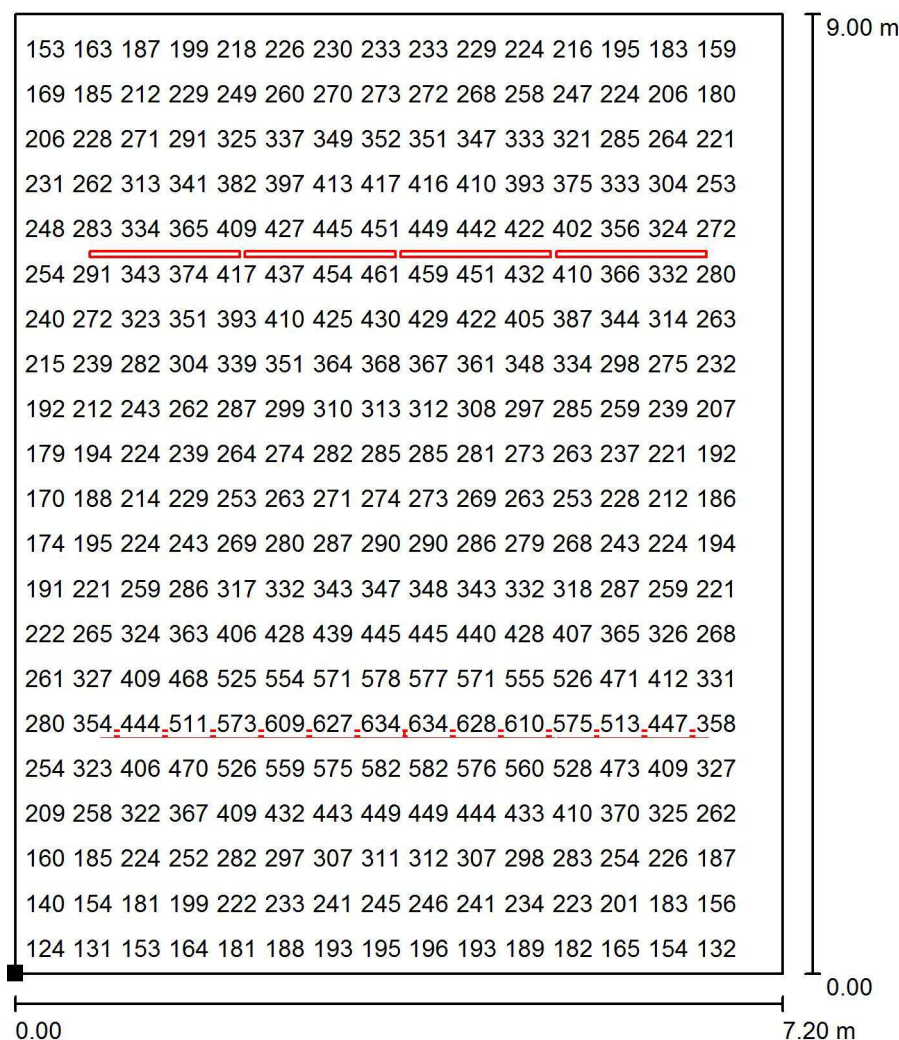 9.00 m
153 163 187 199 218 226 230 233 233 229 224 216 195 183 159
169 185 212 229 249 260 270 273 272 268 258 247 224 206 180
206 228 271 291 325 337 349 352 351 347 333 321 285 264 221
231 262 313 341 382 397 413 417 416 410 393 375 333 304 253
248 283 334 365 409 427 445 451 449 442 422 402 356 324 272
254 291 343 374 417 437 454 461 459 451 432 410 366 332 280
240 272 323 351 393 410 425 430 429 422 405 387 344 314 263
215 239 282 304 339 351 364 368 367 361 348 334 298 275 232
192 212 243 262 287 299 310 313 312 308 297 285 259 239 207
179 194 224 239 264 274 282 285 285 281 273 263 237 221 192
170 188 214 229 253 263 271 274 273 269 263 253 228 212 186
174 195 224 243 269 280 287 290 290 286 279 268 243 224 194
191 221 259 286 317 332 343 347 348 343 332 318 287 259 221
222 265 324 363 406 428 439 445 445 440 428 407 365 326 268
261 327 409 468 525 554 571 578 577 571 555 526 471 412 331
280 354 444 511 573 609 627 634 634 628 610 575 513 447 358
254 323 406 470 526 559 575 582 582 576 560 528 473 409 327
209 258 322 367 409 432 443 449 449 444 433 410 370 325 262
160 185 224 252 282 297 307 311 312 307 298 283 254 226 187
140 154 181 199 222 233 241 245 246 241 234 223 201 183 156
124 131 153 164 181 188 193 195 196 193 189 182 165 154 132
0.00
0.00 7.20 m